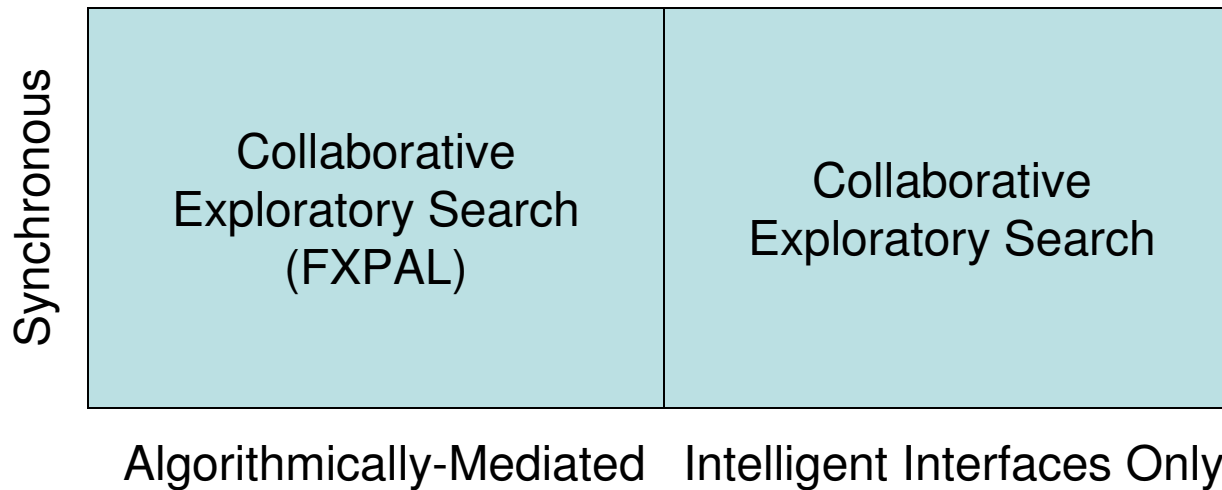 Synchronous
Collaborative
Exploratory Search
(FXPAL)
Collaborative
Exploratory Search
Algorithmically-Mediated
Intelligent Interfaces Only